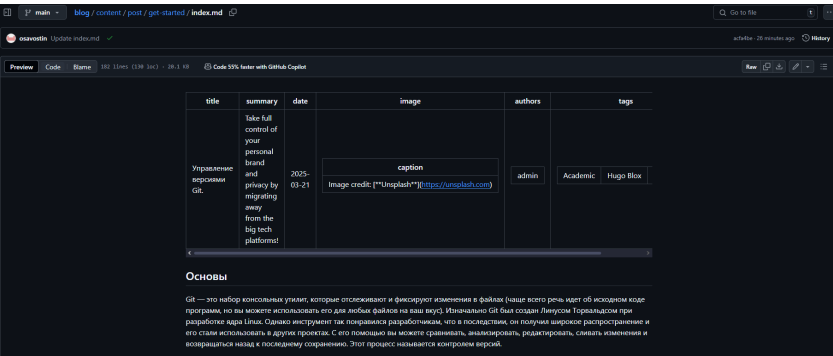 main
blog / content / post / get-started / index.md
Go to file
t
osavostin Update index.md
acfa4be · 28 minutes ago
History
Preview
Code
Blame
182 lines (130 loc) · 20.1 KB
Code 55% faster with GitHub Copilot
Raw
title
summary
date
image
authors
tags
Управление
версиями
Git.
Take full
control of
your
personal
brand
and
privacy by
migrating
away
from the
big tech
platforms!
2025-
03-21
caption
Image credit: [**Unsplash**](https://unsplash.com)
admin
Academic
Hugo Blox
Основы
Git — это набор консольных утилит, которые отслеживают и фиксируют изменения в файлах (чаще всего речь идет об исходном коде
программ, но вы можете использовать его для любых файлов на ваш вкус). Изначально Git был создан Линусом Торвальдсом при
разработке ядра Linux. Однако инструмент так понравился разработчикам, что в последствии, он получил широкое распространение и
его стали использовать в других проектах. С его помощью вы можете сравнивать, анализировать, редактировать, сливать изменения и
возвращаться назад к последнему сохранению. Этот процесс называется контролем версий.